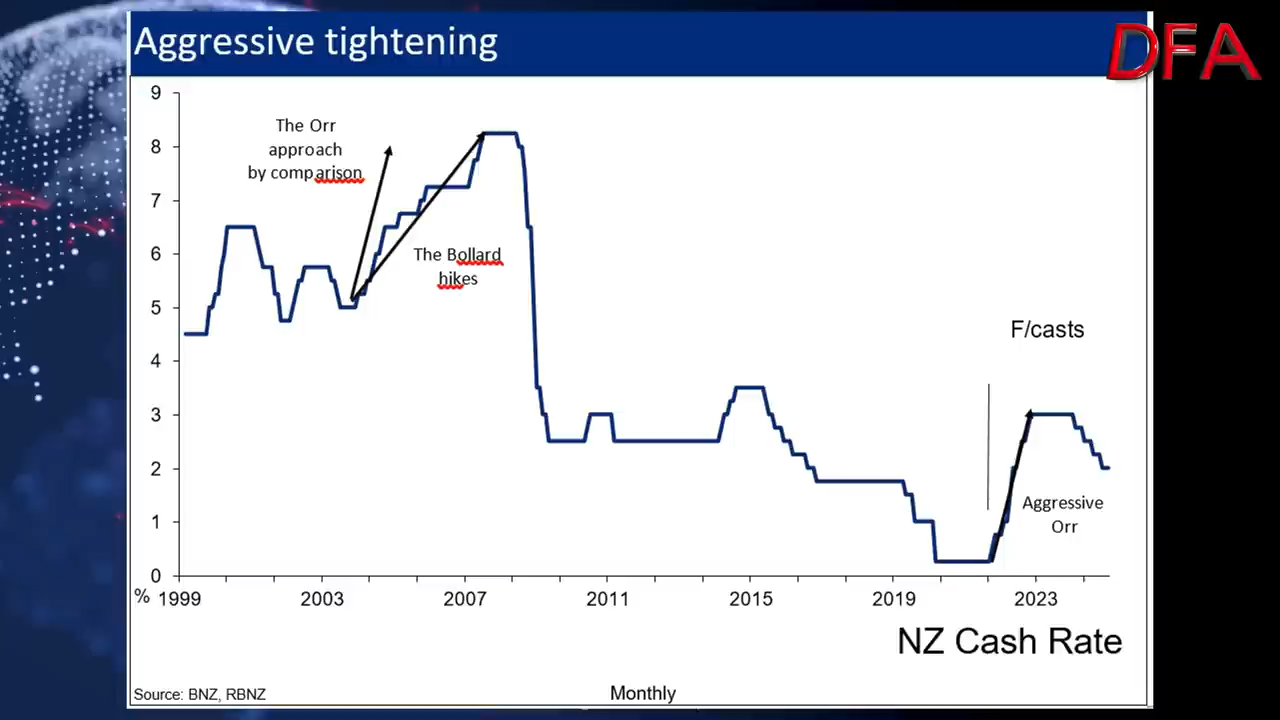 Aggressive tightening
DFA
9
8
7
6
5
4
3
2
1
0
The Orr
approach
by comparison
The Bollard
hikes
F/casts
Aggressive
Orr
% 1999 2003 2007 2011 2015 2019 2023
NZ Cash Rate
Source: BNZ, RBNZ
Monthly